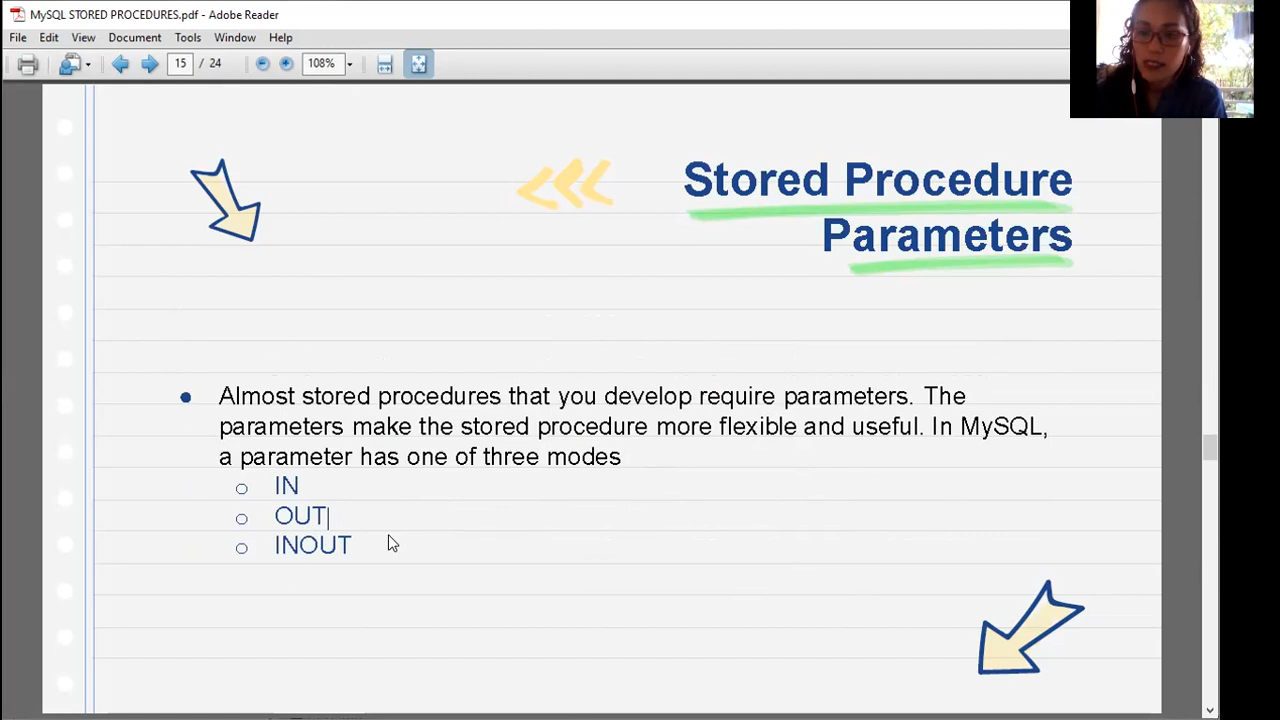 MySQL STORED PROCEDURES.pdf - Adobe Reader
File Edit View Document Tools Window Help
15 / 24 108%
Stored Procedure
Parameters
Almost stored procedures that you develop require parameters. The
parameters make the stored procedure more flexible and useful. In MySQL,
a parameter has one of three modes
IN
OUT
INOUT